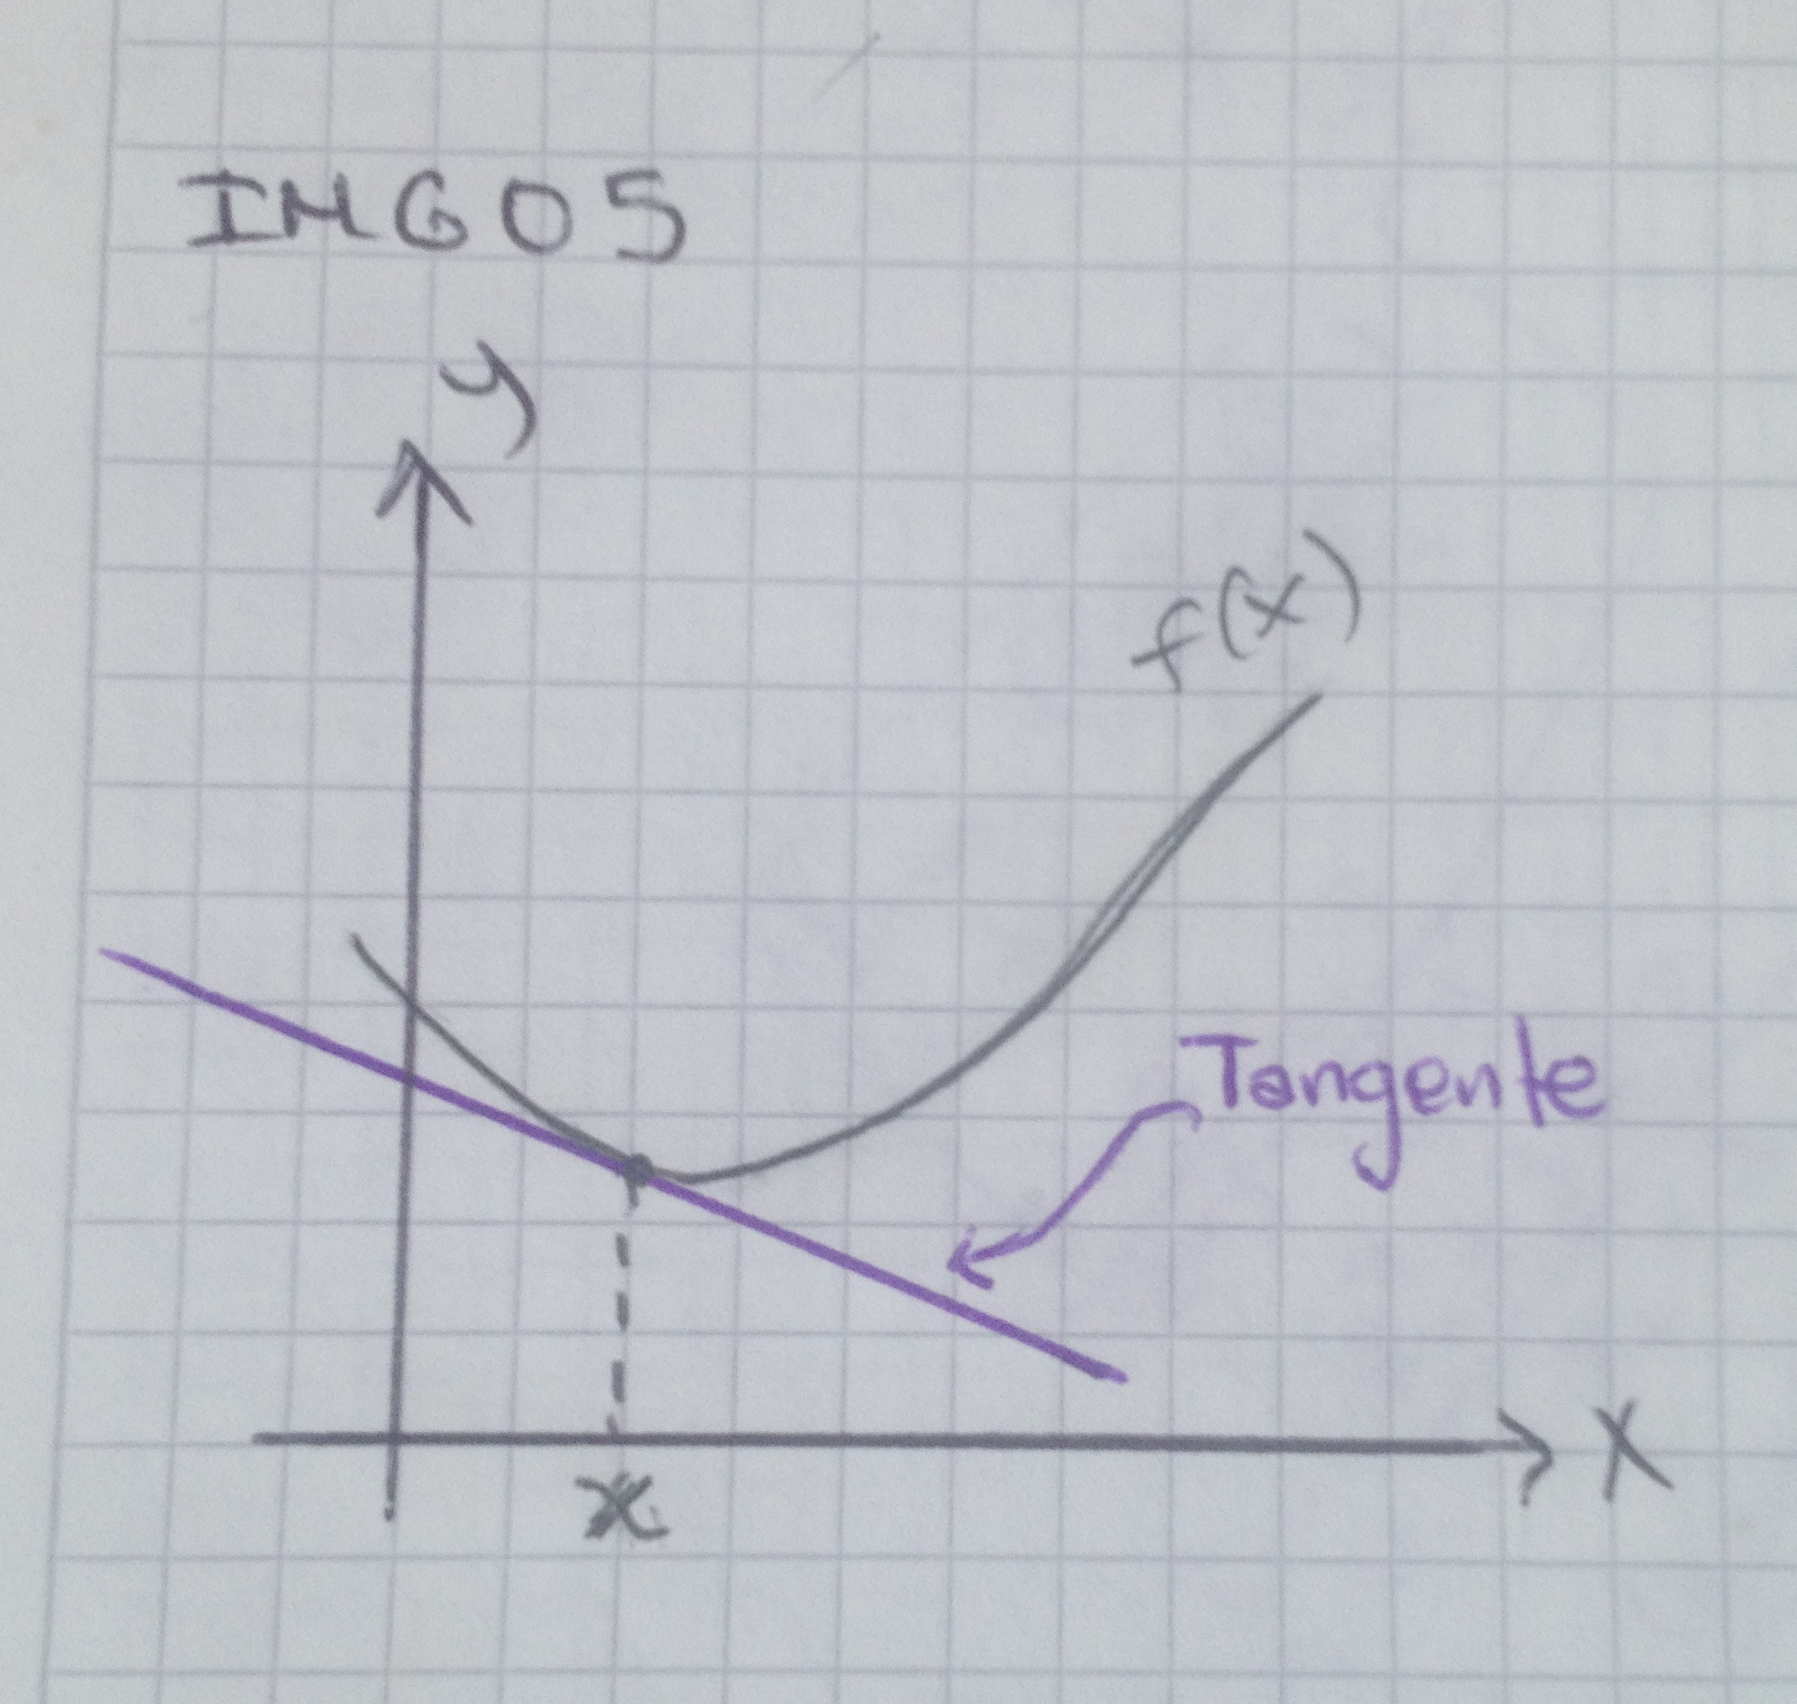 IMG05
y
f(x)
Tangente
x
X